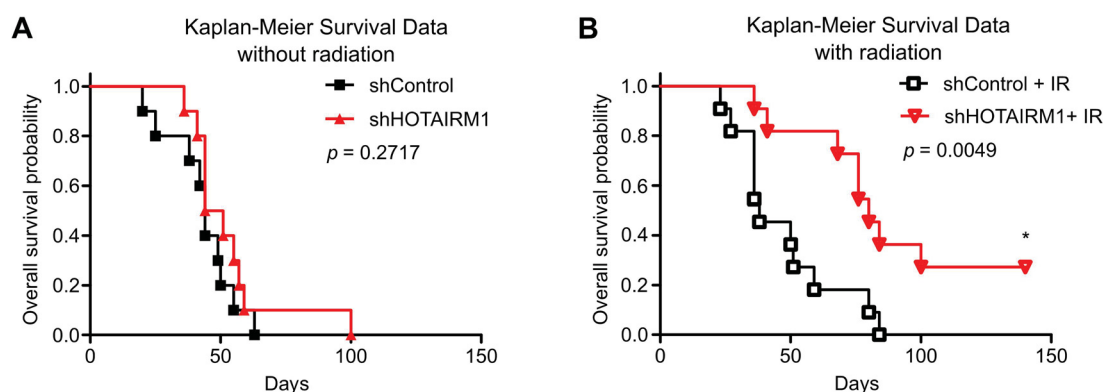 A
Kaplan-Meier Survival Data
without radiation
shControl
shHOTAIRM1
p = 0.2717
Overall survival probability
1.0
0.8
0.6
0.4
0.2
0.0
0 50 100 150
Days
B
Kaplan-Meier Survival Data
with radiation
shControl + IR
shHOTAIRM1+ IR
p = 0.0049
*
Overall survival probability
1.0
0.8
0.6
0.4
0.2
0.0
0 50 100 150
Days